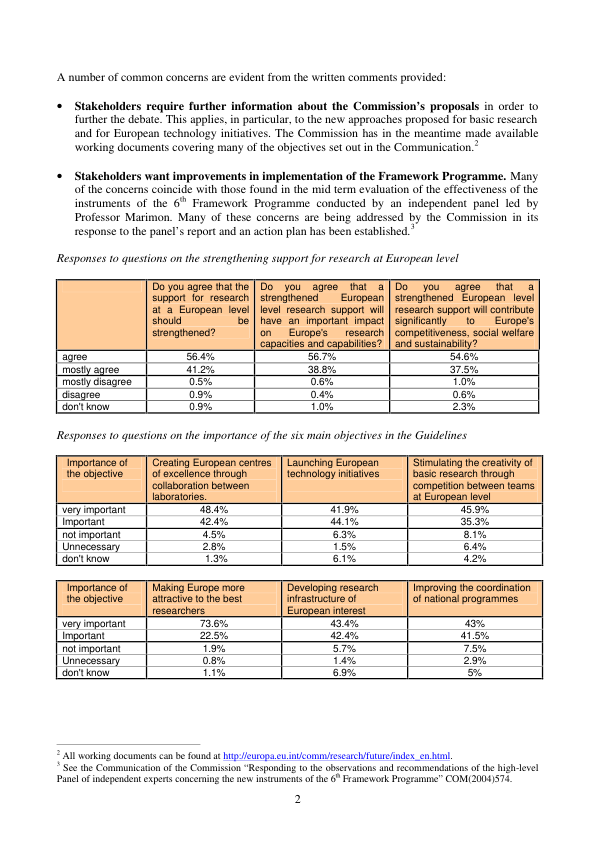 A number of common concerns are evident from the written comments provided:
• Stakeholders require further information about the Commission's proposals in order to
further the debate. This applies, in particular, to the new approaches proposed for basic research
and for European technology initiatives. The Commission has in the meantime made available
working documents covering many of the objectives set out in the Communication.2
• Stakeholders want improvements in implementation of the Framework Programme. Many
of the concerns coincide with those found in the mid term evaluation of the effectiveness of the
instruments of the 6th Framework Programme conducted by an independent panel led by
Professor Marimon. Many of these concerns are being addressed by the Commission in its
response to the panel's report and an action plan has been established.3
Responses to questions on the strengthening support for research at European level
Do you agree that the
support for research
at a European level
should be
strengthened?
Do you agree that a
strengthened European
level research support will
have an important impact
on Europe's research
capacities and capabilities?
Do you agree that a
strengthened European level
research support will contribute
significantly to Europe's
competitiveness, social welfare
and sustainability?
agree 56.4% 56.7% 54.6%
mostly agree 41.2% 38.8% 37.5%
mostly disagree 0.5% 0.6% 1.0%
disagree 0.9% 0.4% 0.6%
don't know 0.9% 1.0% 2.3%
Responses to questions on the importance of the six main objectives in the Guidelines
Importance of
the objective
Creating European centres
of excellence through
collaboration between
laboratories.
Launching European
technology initiatives
Stimulating the creativity of
basic research through
competition between teams
at European level
very important 48.4% 41.9% 45.9%
Important 42.4% 44.1% 35.3%
not important 4.5% 6.3% 8.1%
Unnecessary 2.8% 1.5% 6.4%
don't know 1.3% 6.1% 4.2%
Importance of
the objective
Making Europe more
attractive to the best
researchers
Developing research
infrastructure of
European interest
Improving the coordination
of national programmes
very important 73.6% 43.4% 43%
Important 22.5% 42.4% 41.5%
not important 1.9% 5.7% 7.5%
Unnecessary 0.8% 1.4% 2.9%
don't know 1.1% 6.9% 5%
2 All working documents can be found at http://europa.eu.int/comm/research/future/index_en.html.
3 See the Communication of the Commission "Responding to the observations and recommendations of the high-level
Panel of independent experts concerning the new instruments of the 6th Framework Programme" COM(2004)574.
2